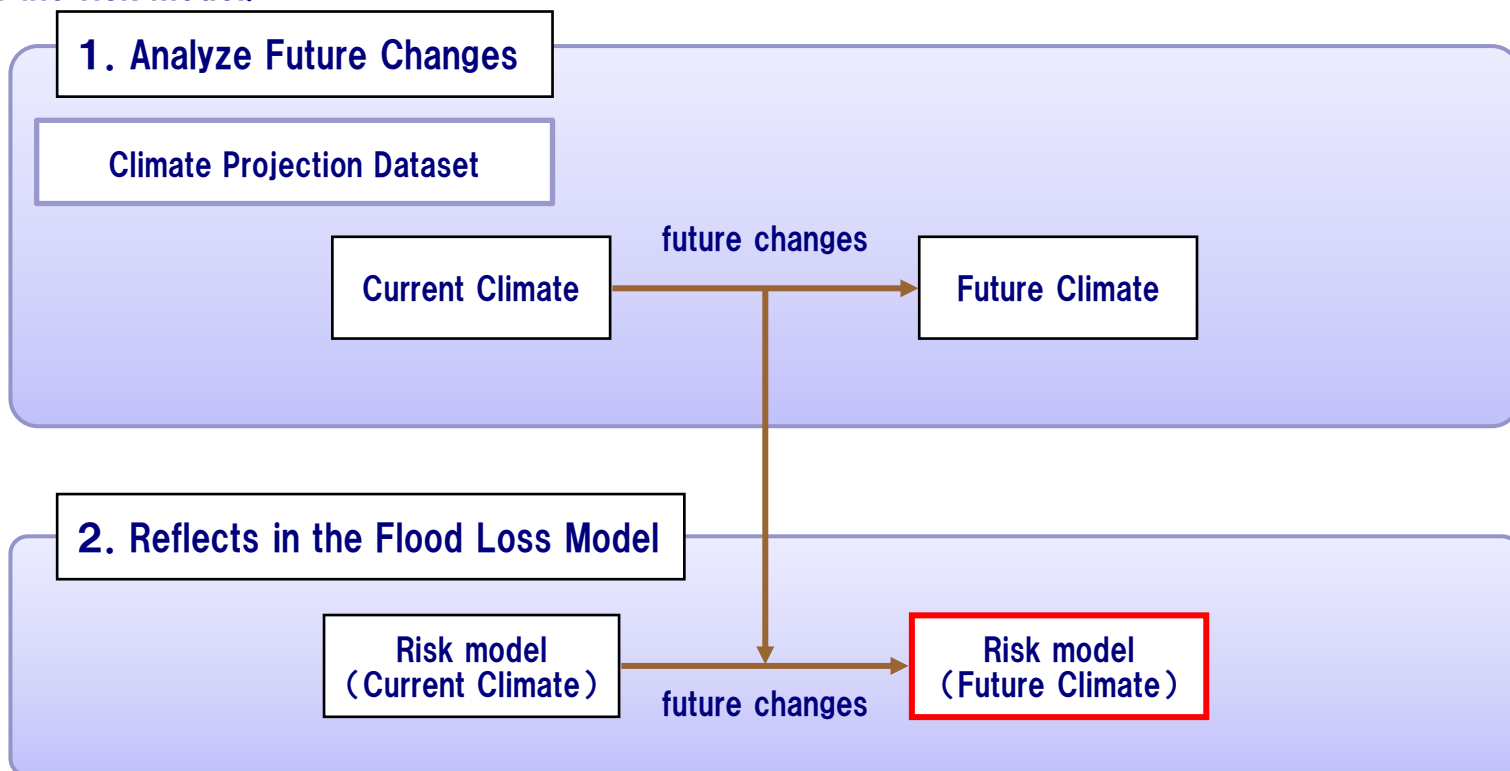 1. Analyze Future Changes
Climate Projection Dataset
future changes
Current Climate
Future Climate
2. Reflects in the Flood Loss Model
Risk model
（Current Climate）
future changes
Risk model
（Future Climate）